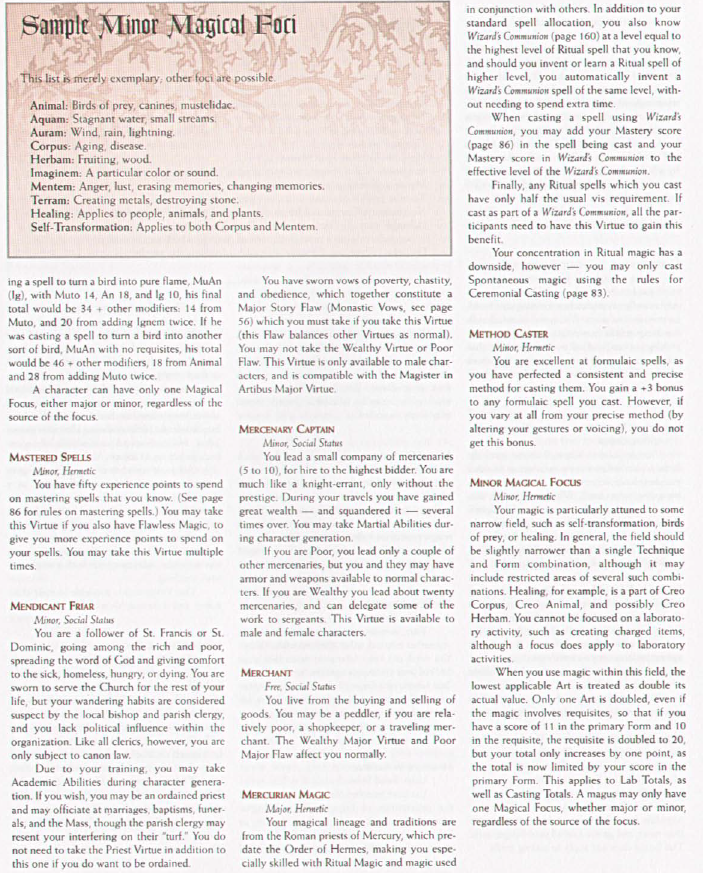 Sample Minor Magical Foci
This list is merely exemplary; other foci are possible.
Animal: Birds of prey, canines, mustelidae.
Aquam: Stagnant water, small streams.
Auram: Wind, rain, lightning.
Corpus: Aging, disease.
Herbam: Fruiting, wood.
Imaginem: A particular color or sound.
Mentem: Anger, lust, erasing memories, changing memories.
Terram: Creating metals, destroying stone.
Healing: Applies to people, animals, and plants.
Self-Transformation: Applies to both Corpus and Mentem.
ing a spell to turn a bird into pure flame, MuAn
(Ig), with Muto 14, An 18, and Ig 10, his final
total would be 34 + other modifiers: 14 from
Muto, and 20 from adding Ignem twice. If he
was casting a spell to turn a bird into another
sort of bird, MuAn with no requisites, his total
would be 46 + other modifiers, 18 from Animal
and 28 from adding Muto twice.
A character can have only one Magical
Focus, either major or minor, regardless of the
source of the focus.
MASTERED SPELLS
Minor, Hermetic
You have fifty experience points to spend
on mastering spells that you know. (See page
86 for rules on mastering spells.) You may take
this Virtue if you also have Flawless Magic, to
give you more experience points to spend on
your spells. You may take this Virtue multiple
times.
MENDICANT FRIAR
Minor, Social Status
You are a follower of St. Francis or St.
Dominic, going among the rich and poor,
spreading the word of God and giving comfort
to the sick, homeless, hungry, or dying. You are
sworn to serve the Church for the rest of your
life, but your wandering habits are considered
suspect by the local bishop and parish clergy,
and you lack political influence within the
organization. Like all clerics, however, you are
only subject to canon law.
Due to your training, you may take
Academic Abilities during character genera-
tion. If you wish, you may be an ordained priest
and may officiate at marriages, baptisms, funer-
als, and the Mass, though the parish clergy may
resent your interfering on their "turf." You do
not need to take the Priest Virtue in addition to
this one if you do want to be ordained.
You have sworn vows of poverty, chastity,
and obedience, which together constitute a
Major Story Flaw (Monastic Vows, see page
56) which you must take if you take this Virtue
(this Flaw balances other Virtues as normal).
You may not take the Wealthy Virtue or Poor
Flaw. This Virtue is only available to male char-
acters, and is compatible with the Magister in
Artibus Major Virtue.
MERCENARY CAPTAIN
Minor, Social Status
You lead a small company of mercenaries
(5 to 10), for hire to the highest bidder. You are
much like a knight-errant, only without the
prestige. During your travels you have gained
great wealth — and squandered it — several
times over. You may take Martial Abilities dur-
ing character generation.
If you are Poor, you lead only a couple of
other mercenaries, but you and they may have
armor and weapons available to normal charac-
ters. If you are Wealthy you lead about twenty
mercenaries, and can delegate some of the
work to sergeants. This Virtue is available to
male and female characters.
MERCHANT
Free, Social Status
You live from the buying and selling of
goods. You may be a peddler, if you are rela-
tively poor, a shopkeeper, or a traveling mer-
chant. The Wealthy Major Virtue and Poor
Major Flaw affect you normally.
MERCURIAN MAGIC
Major, Hermetic
Your magical lineage and traditions are
from the Roman priests of Mercury, which pre-
date the Order of Hermes, making you espe-
cially skilled with Ritual Magic and magic used
in conjunction with others. In addition to your
standard spell allocation, you also know
Wizard's Communion (page 160) at a level equal to
the highest level of Ritual spell that you know,
and should you invent or learn a Ritual spell of
higher level, you automatically invent a
Wizard's Communion spell of the same level, with-
out needing to spend extra time.
When casting a spell using Wizard's
Communion, you may add your Mastery score
(page 86) in the spell being cast and your
Mastery score in Wizard's Communion to the
effective level of the Wizard's Communion.
Finally, any Ritual spells which you cast
have only half the usual vis requirement. If
cast as part of a Wizard's Communion, all the par-
ticipants need to have this Virtue to gain this
benefit.
Your concentration in Ritual magic has a
downside, however — you may only cast
Spontaneous magic using the rules for
Ceremonial Casting (page 83).
METHOD CASTER
Minor, Hermetic
You are excellent at formulaic spells, as
you have perfected a consistent and precise
method for casting them. You gain a +3 bonus
to any formulaic spell you cast. However, if
you vary at all from your precise method (by
altering your gestures or voicing), you do not
get this bonus.
MINOR MAGICAL FOCUS
Minor, Hermetic
Your magic is particularly attuned to some
narrow field, such as self-transformation, birds
of prey, or healing. In general, the field should
be slightly narrower than a single Technique
and Form combination, although it may
include restricted areas of several such combi-
nations. Healing, for example, is a part of Creo
Corpus, Creo Animal, and possibly Creo
Herbam. You cannot be focused on a laborato-
ry activity, such as creating charged items,
although a focus does apply to laboratory
activities.
When you use magic within this field, the
lowest applicable Art is treated as double its
actual value. Only one Art is doubled, even if
the magic involves requisites, so that if you
have a score of 11 in the primary Form and 10
in the requisite, the requisite is doubled to 20,
but your total only increases by one point, as
the total is now limited by your score in the
primary Form. This applies to Lab Totals, as
well as Casting Totals. A magus may only have
one Magical Focus, whether major or minor,
regardless of the source of the focus.